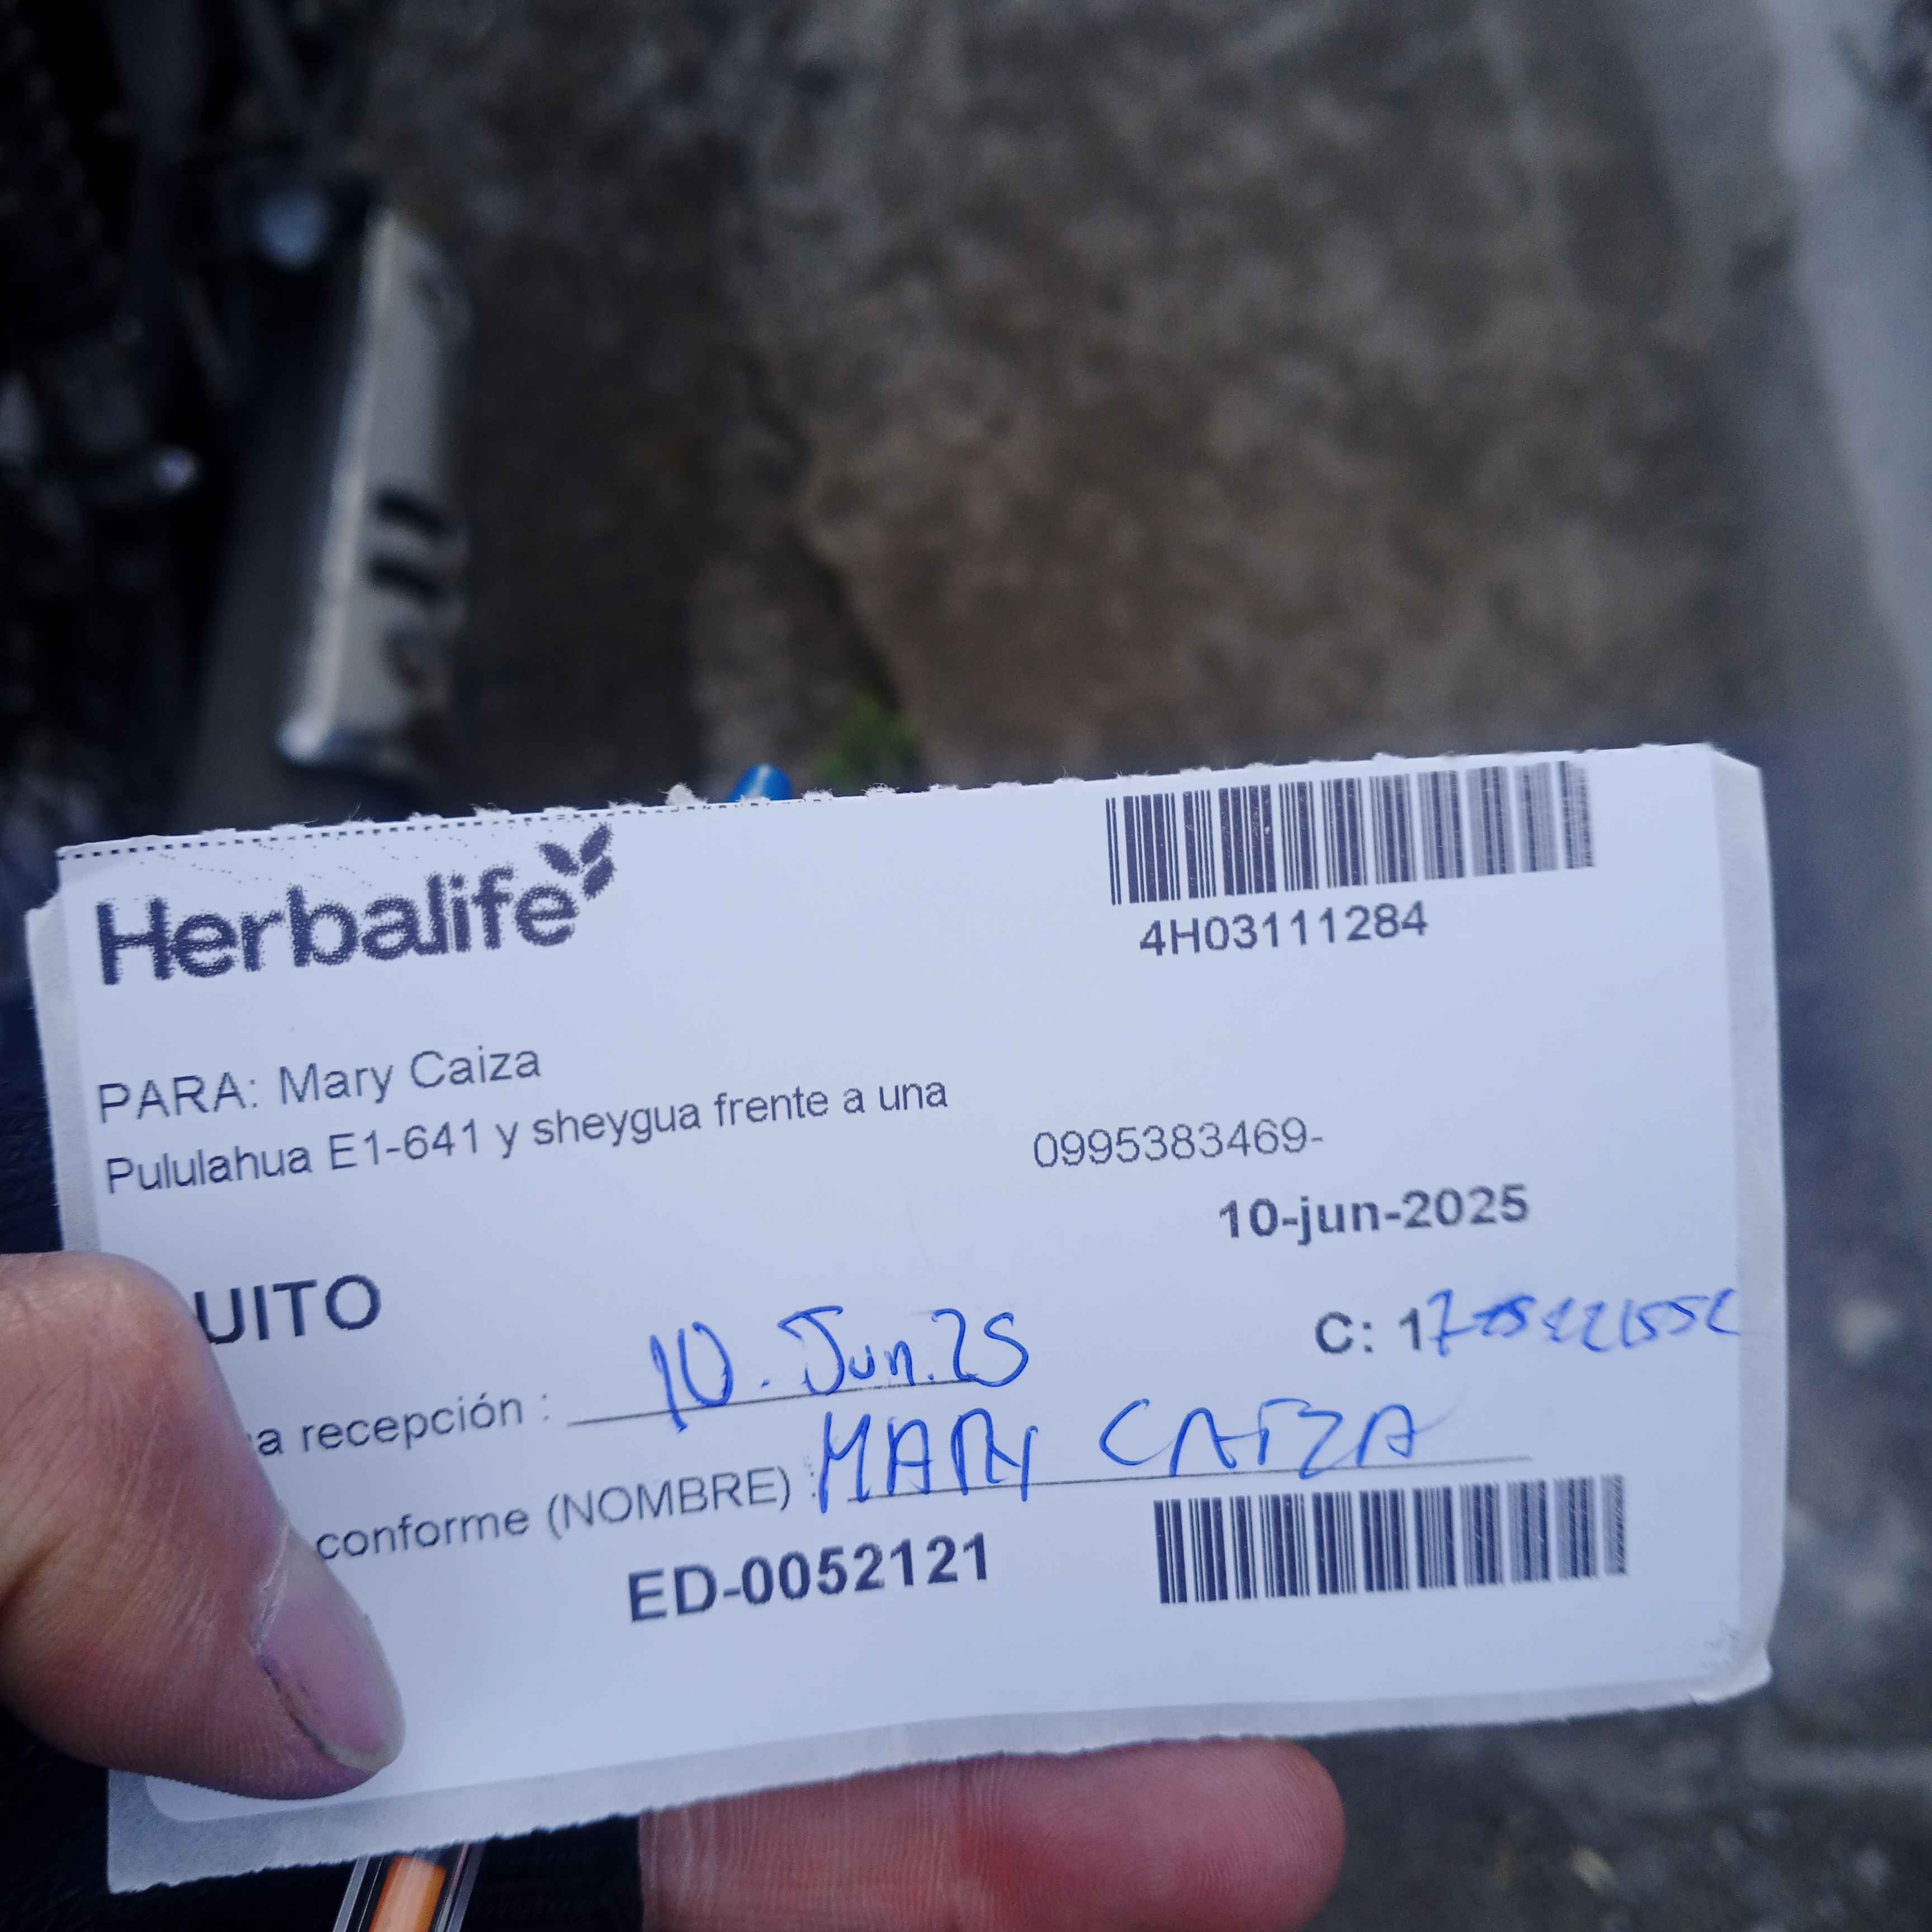 Herbalife
4H03111284
PARA: Mary Caiza
Pululahua E1-641 y sheygua frente a una
0995383469-
10-jun-2025
UITO
C: 1
a recepción : 10. Jun. 25
conforme (NOMBRE) : MARY CAIZA
ED-0052121